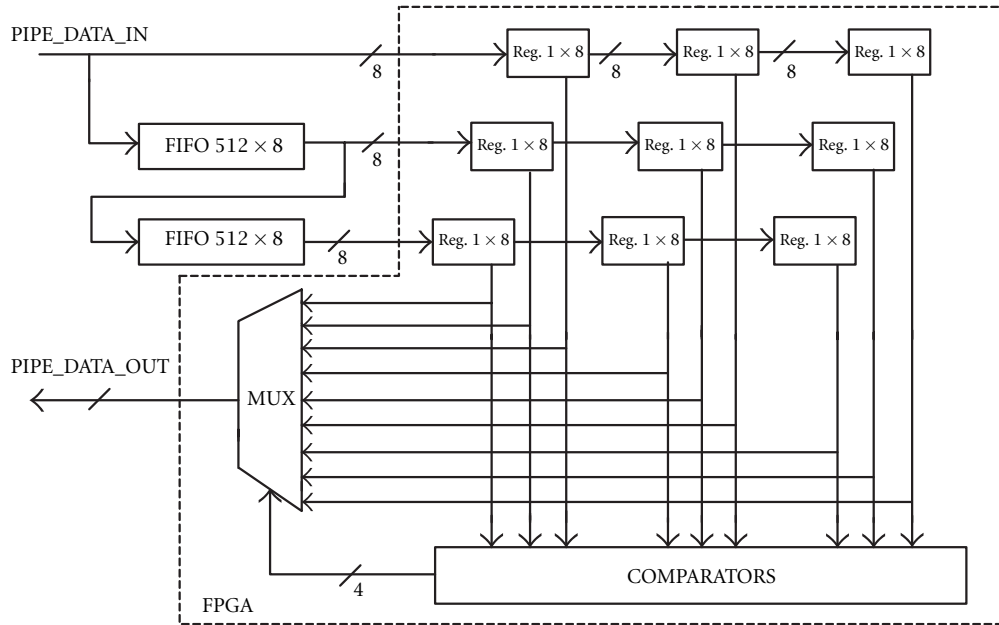 PIPE_DATA_IN
8
Reg. 1 × 8
8
Reg. 1 × 8
8
Reg. 1 × 8
FIFO 512 × 8
8
Reg. 1 × 8
Reg. 1 × 8
Reg. 1 × 8
FIFO 512 × 8
8
Reg. 1 × 8
Reg. 1 × 8
Reg. 1 × 8
PIPE_DATA_OUT
MUX
COMPARATORS
4
FPGA